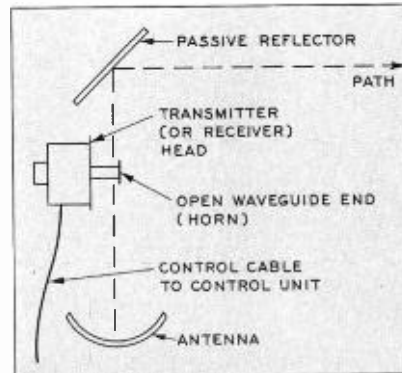 PASSIVE REFLECTOR
PATH
TRANSMITTER
(OR RECEIVER)
HEAD
OPEN WAVEGUIDE END
(HORN)
CONTROL CABLE
TO CONTROL UNIT
ANTENNA